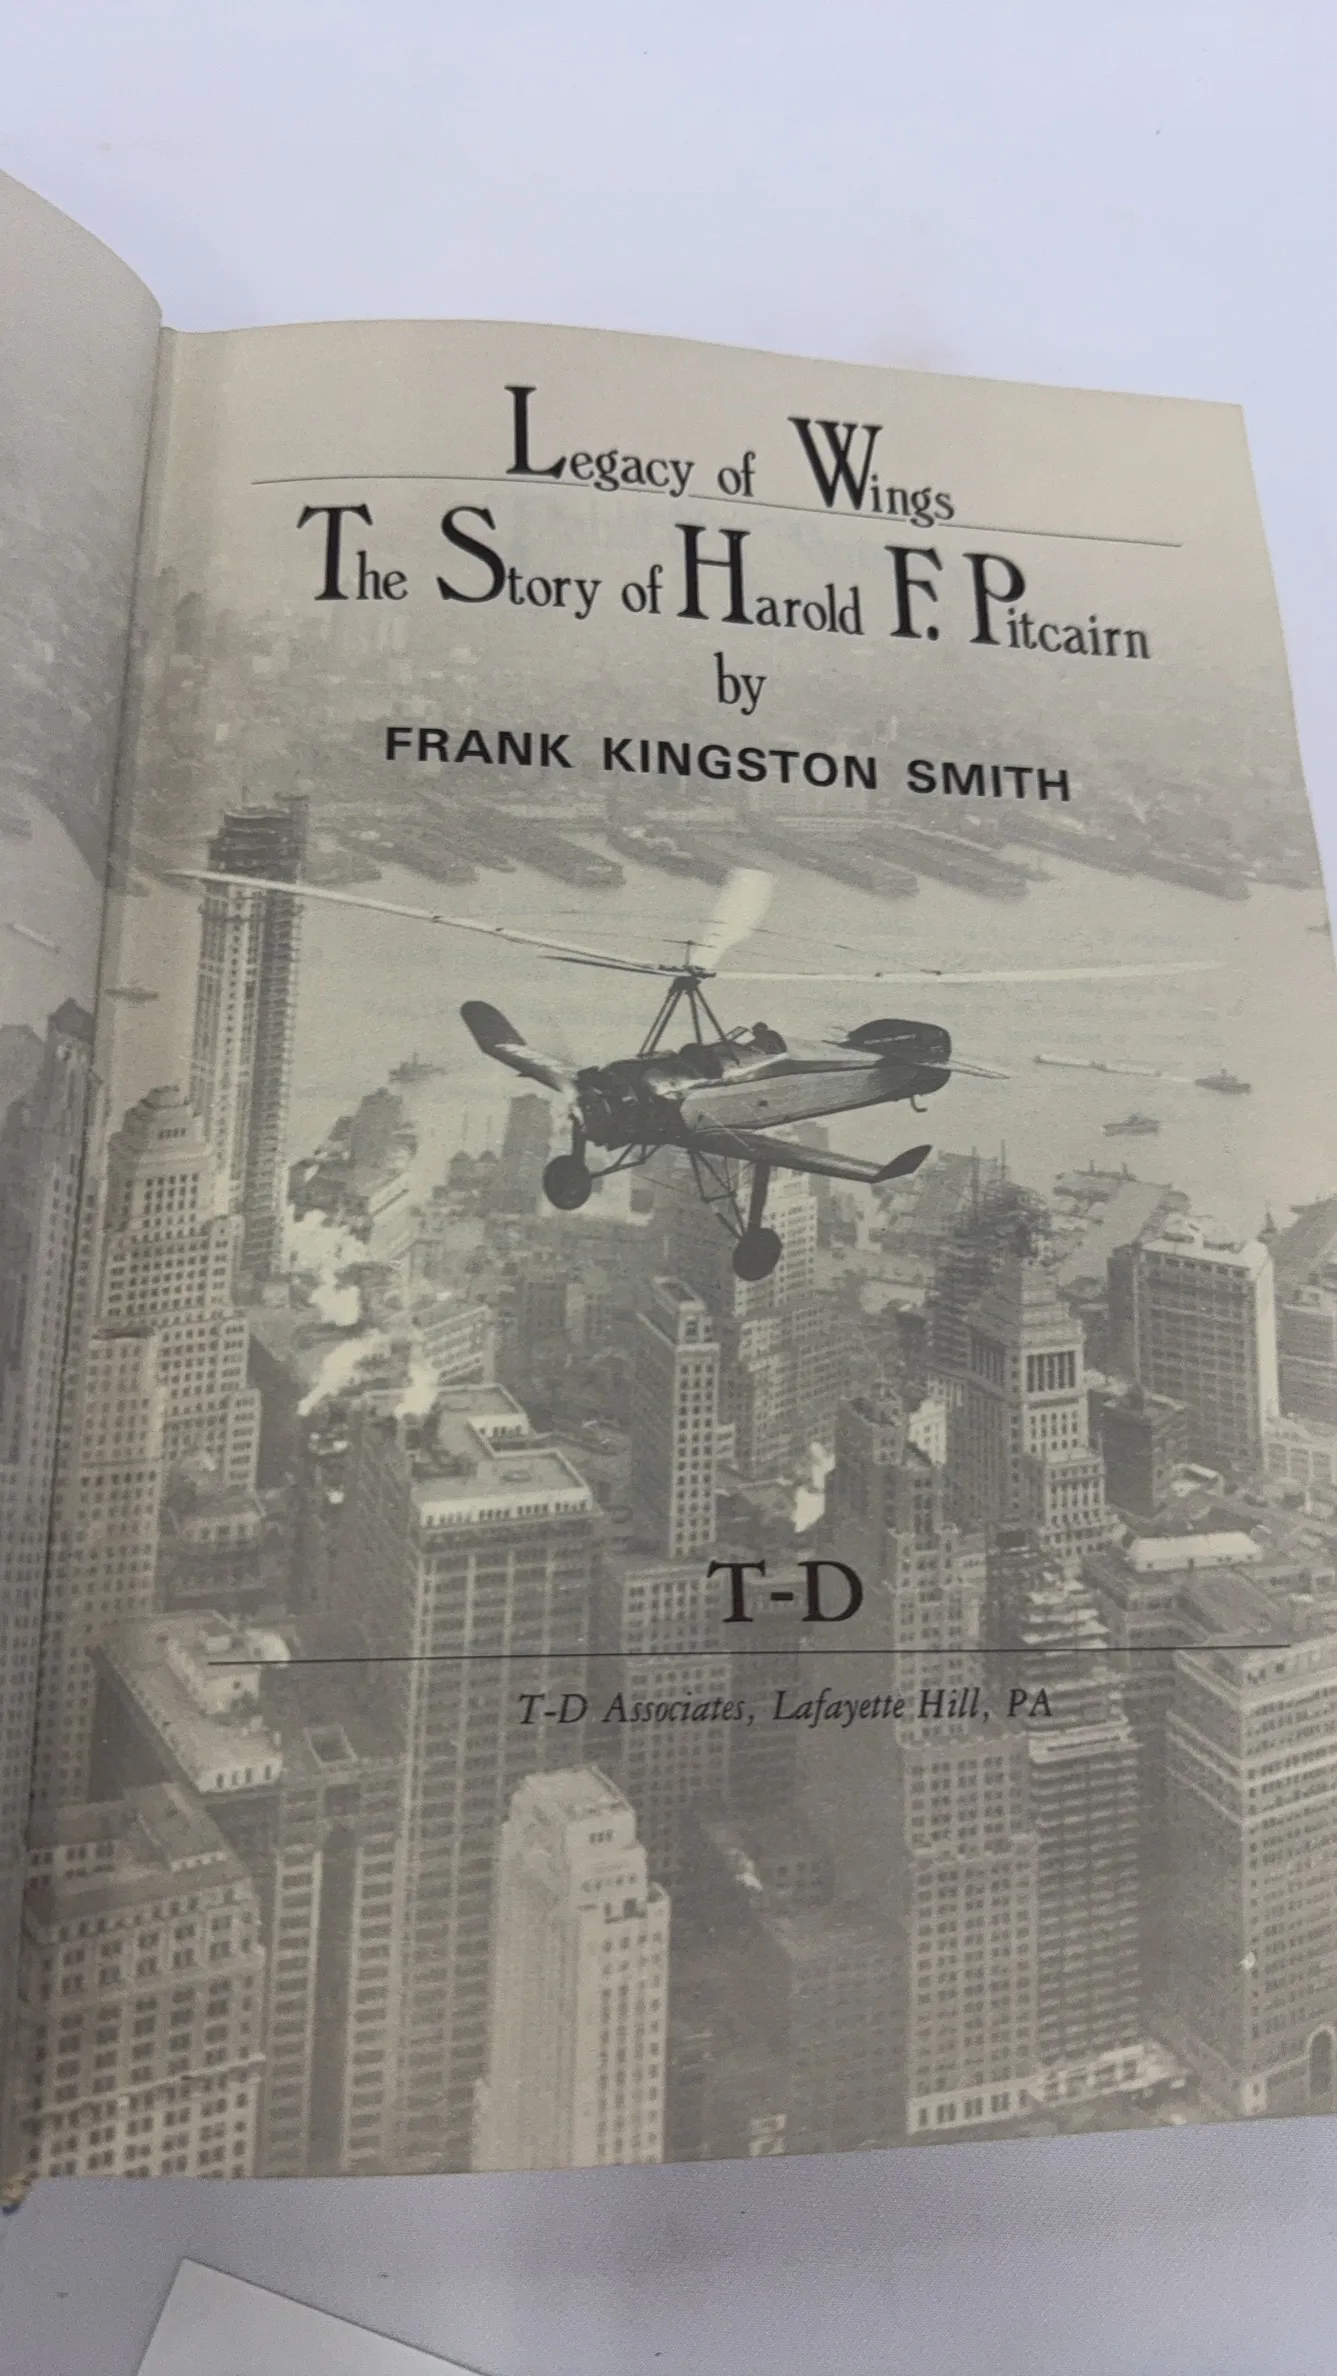 Legacy of Wings
The Story of Harold F. Pitcairn
by
FRANK KINGSTON SMITH
T-D
T-D Associates, Lafayette Hill, PA